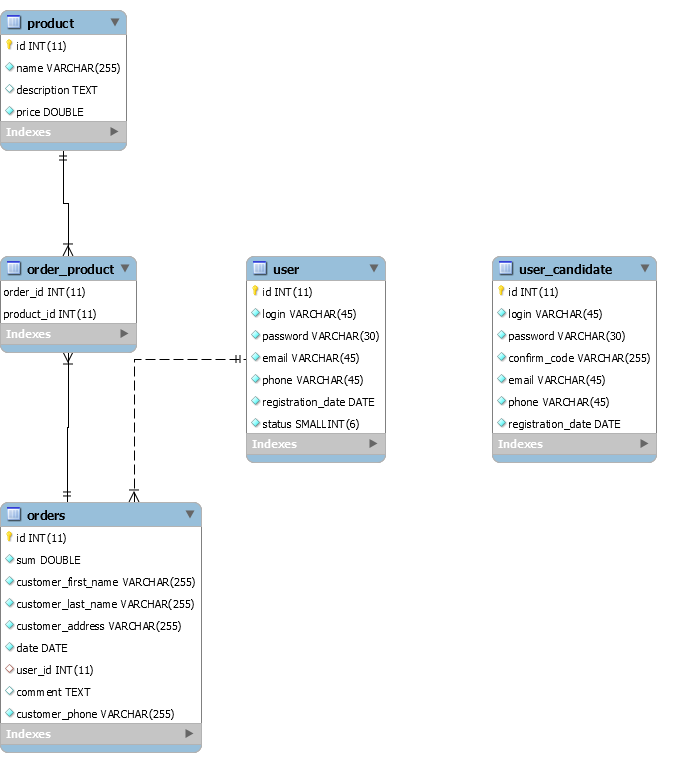 product
id INT(11)
name VARCHAR(255)
description TEXT
price DOUBLE
Indexes
order_product
order_id INT(11)
product_id INT(11)
Indexes
user
id INT(11)
login VARCHAR(45)
password VARCHAR(30)
email VARCHAR(45)
phone VARCHAR(45)
registration_date DATE
status SMALLINT(6)
Indexes
user_candidate
id INT(11)
login VARCHAR(45)
password VARCHAR(30)
confirm_code VARCHAR(255)
email VARCHAR(45)
phone VARCHAR(45)
registration_date DATE
Indexes
orders
id INT(11)
sum DOUBLE
customer_first_name VARCHAR(255)
customer_last_name VARCHAR(255)
customer_address VARCHAR(255)
date DATE
user_id INT(11)
comment TEXT
customer_phone VARCHAR(255)
Indexes